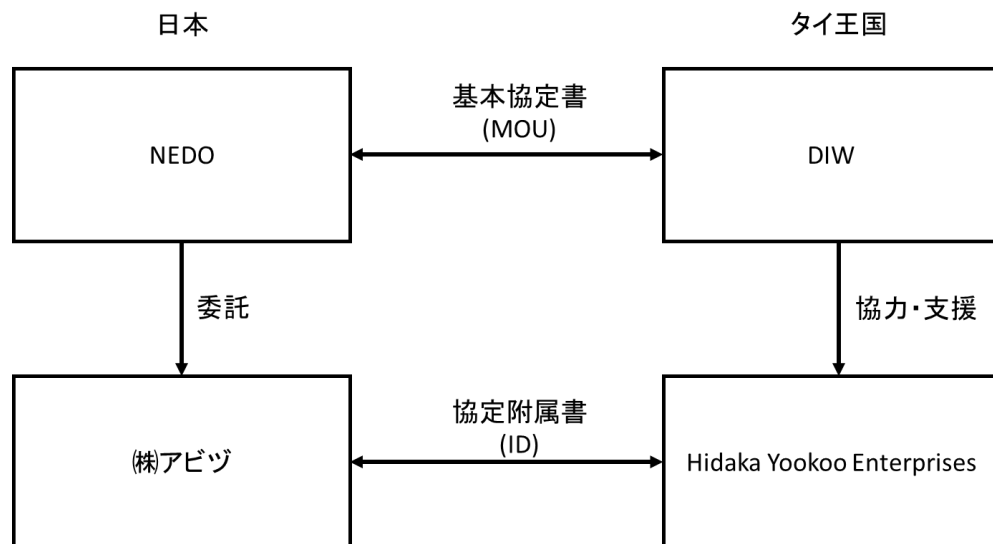 日本
タイ王国
基本協定書
(MOU)
NEDO
DIW
委託
協力・支援
協定附属書
(ID)
㈱アビヅ
Hidaka Yookoo Enterprises